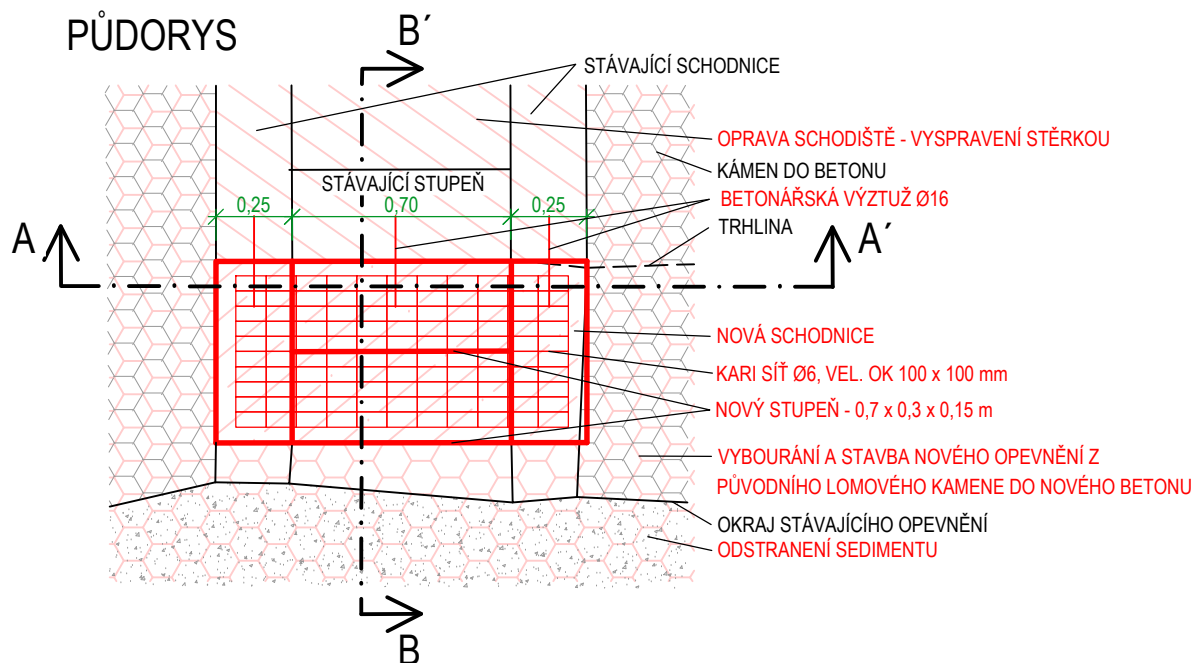 PŮDORYS
B´
STÁVAJÍCÍ SCHODNICE
OPRAVA SCHODIŠTĚ - VYSPRAVENÍ STĚRKOU
KÁMEN DO BETONU
STÁVAJÍCÍ STUPEŇ
BETONÁŘSKÁ VÝZTUŽ Ø16
0,25
0,70
0,25
TRHLINA
A
A´
NOVÁ SCHODNICE
KARI SÍŤ Ø6, VEL. OK 100 x 100 mm
NOVÝ STUPEŇ - 0,7 x 0,3 x 0,15 m
VYBOURÁNÍ A STAVBA NOVÉHO OPEVNĚNÍ Z
PŮVODNÍHO LOMOVÉHO KAMENE DO NOVÉHO BETONU
OKRAJ STÁVAJÍCÍHO OPEVNĚNÍ
ODSTRANENÍ SEDIMENTU
B